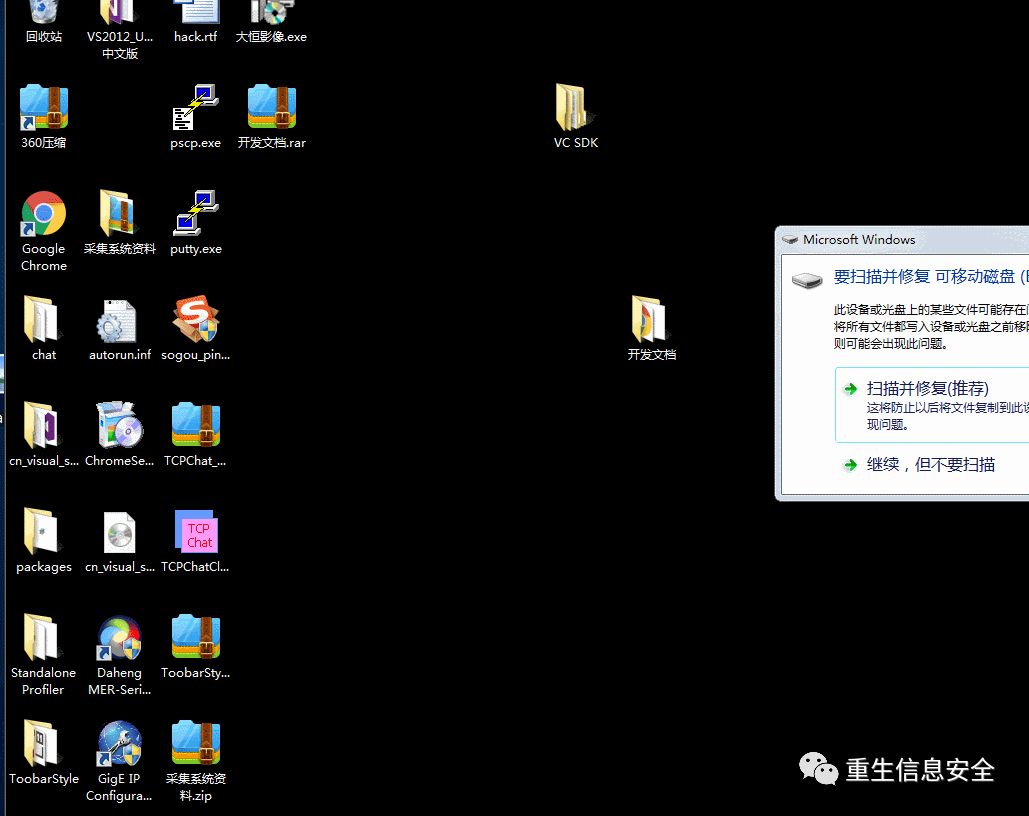 回收站
VS2012_U...
中文版
hack.rtf
大恒影像.exe
360压缩
pscp.exe
开发文档.rar
VC SDK
Google
Chrome
采集系统资料
putty.exe
Microsoft Windows
要扫描并修复 可移动磁盘 (
此设备或光盘上的某些文件可能存在
将所有文件都写入设备或光盘之前移
则可能会出现此问题。
chat
autorun.inf
sogou_pin...
开发文档
扫描并修复(推荐)
这将防止以后将文件复制到此
现问题。
cn_visual_s...
ChromeSe...
TCPChat_...
继续，但不要扫描
TCP
Chat
packages
cn_visual_s...
TCPChatCl...
Standalone
Profiler
Daheng
MER-Seri...
ToobarSty...
ToobarStyle
GigE IP
Configura...
采集系统资
料.zip
重生信息安全